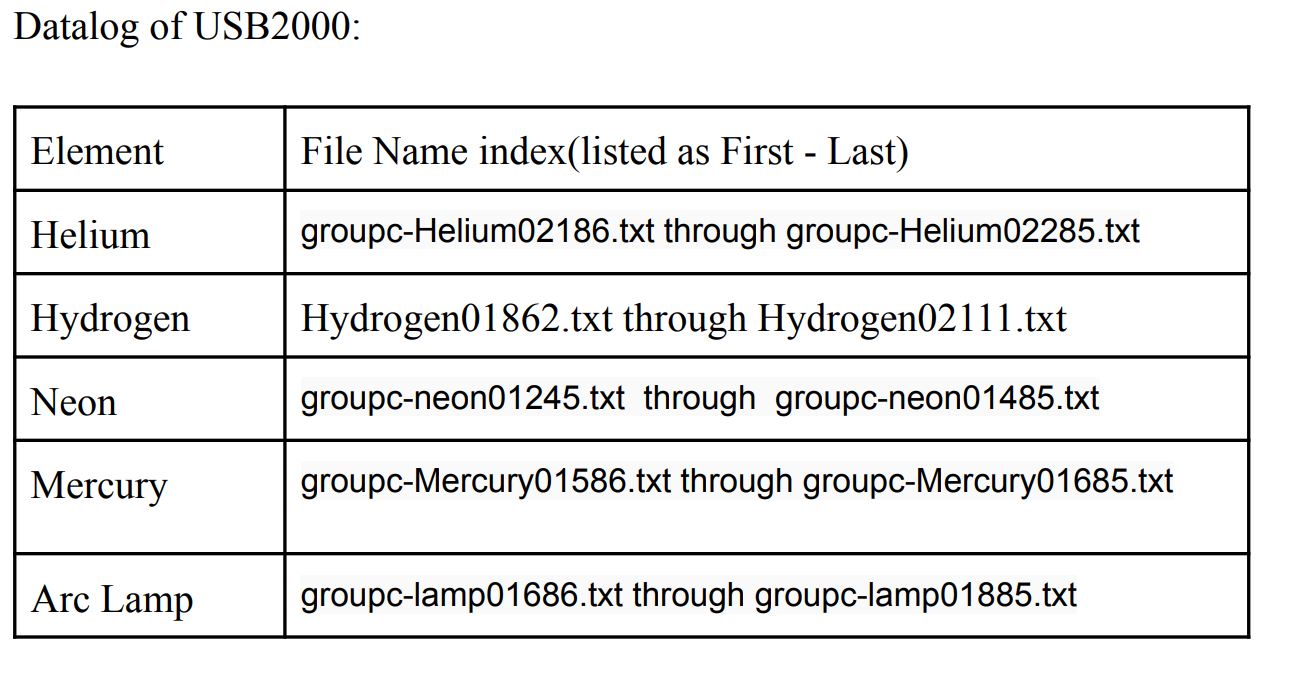 Datalog of USB2000:
Element File Name index(listed as First - Last)
Helium groupc-Helium02186.txt through groupc-Helium02285.txt
Hydrogen Hydrogen01862.txt through Hydrogen02111.txt
Neon groupc-neon01245.txt through groupc-neon01485.txt
Mercury groupc-Mercury01586.txt through groupc-Mercury01685.txt
Arc Lamp groupc-lamp01686.txt through groupc-lamp01885.txt